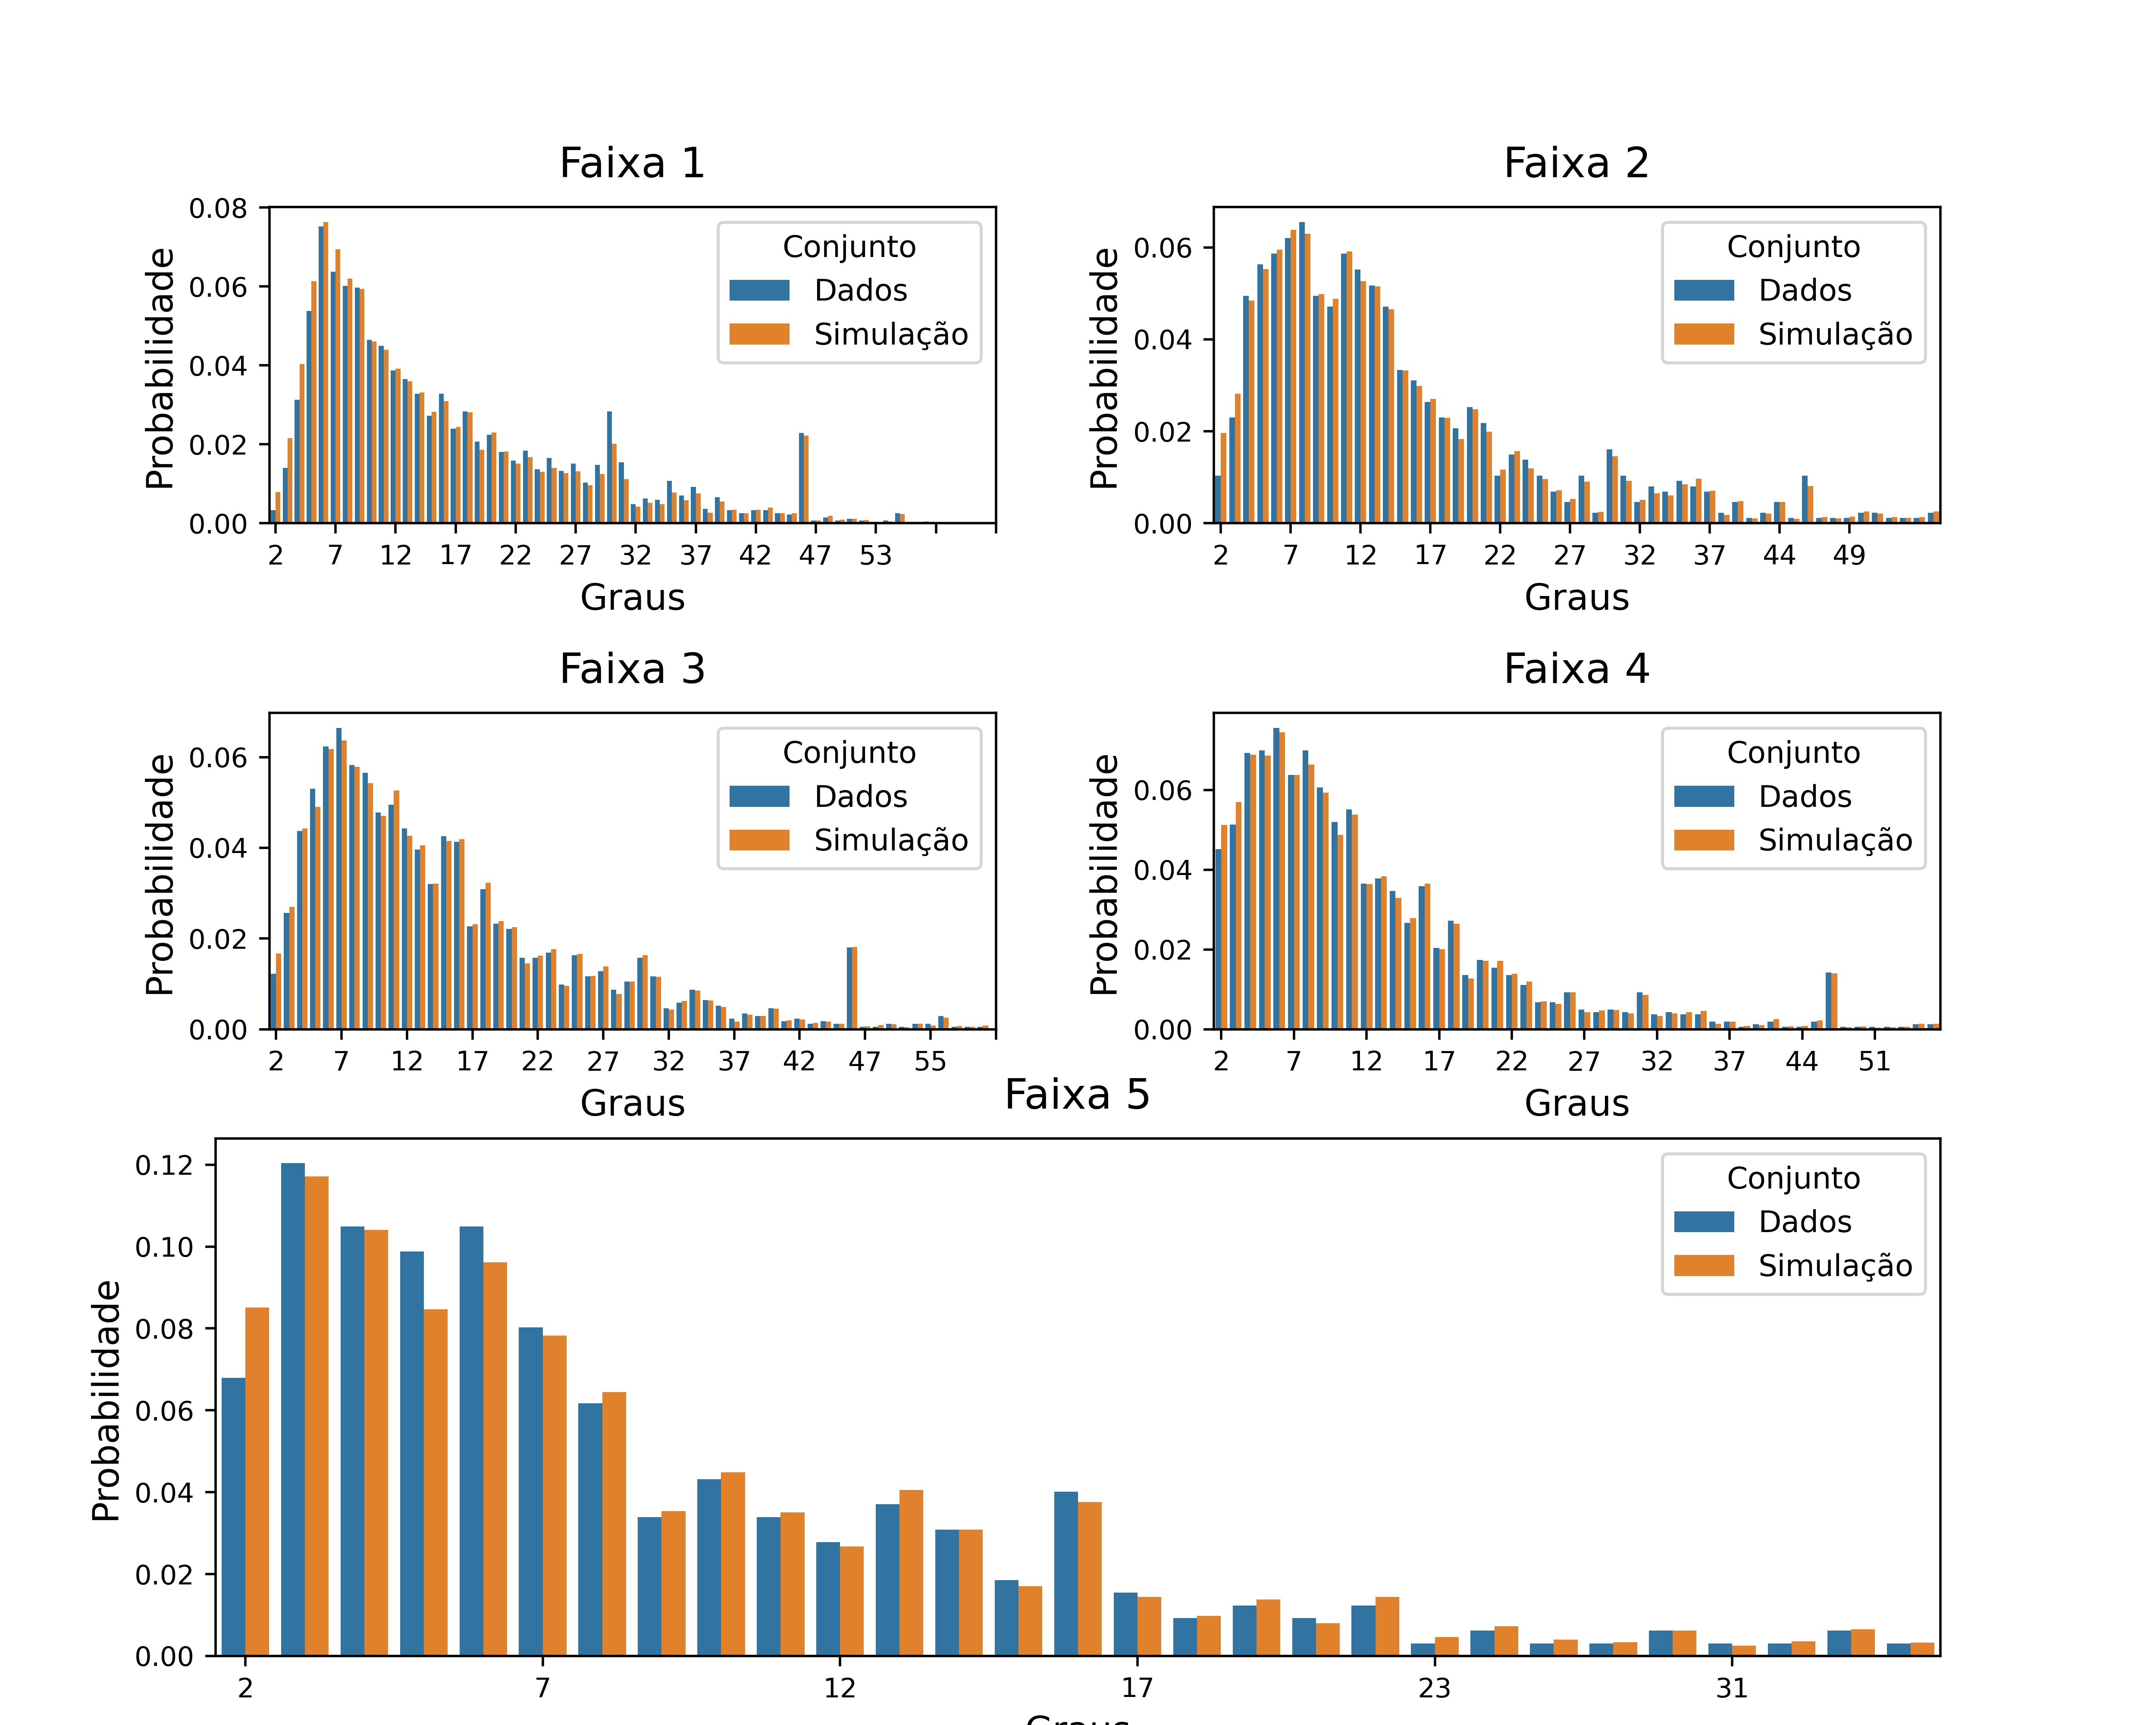 Faixa 1
0.08
0.06
0.04
0.02
0.00
Probabilidade
Conjunto
Dados
Simulação
2 7 12 17 22 27 32 37 42 47 53
Graus
Faixa 2
0.06
0.04
0.02
0.00
Probabilidade
Conjunto
Dados
Simulação
2 7 12 17 22 27 32 37 44 49
Graus
Faixa 3
0.06
0.04
0.02
0.00
Probabilidade
Conjunto
Dados
Simulação
2 7 12 17 22 27 32 37 42 47 55
Graus
Faixa 4
0.06
0.04
0.02
0.00
Probabilidade
Conjunto
Dados
Simulação
2 7 12 17 22 27 32 37 44 51
Graus
Faixa 5
0.12
0.10
0.08
0.06
0.04
0.02
0.00
Probabilidade
Conjunto
Dados
Simulação
2 7 12 17 23 31